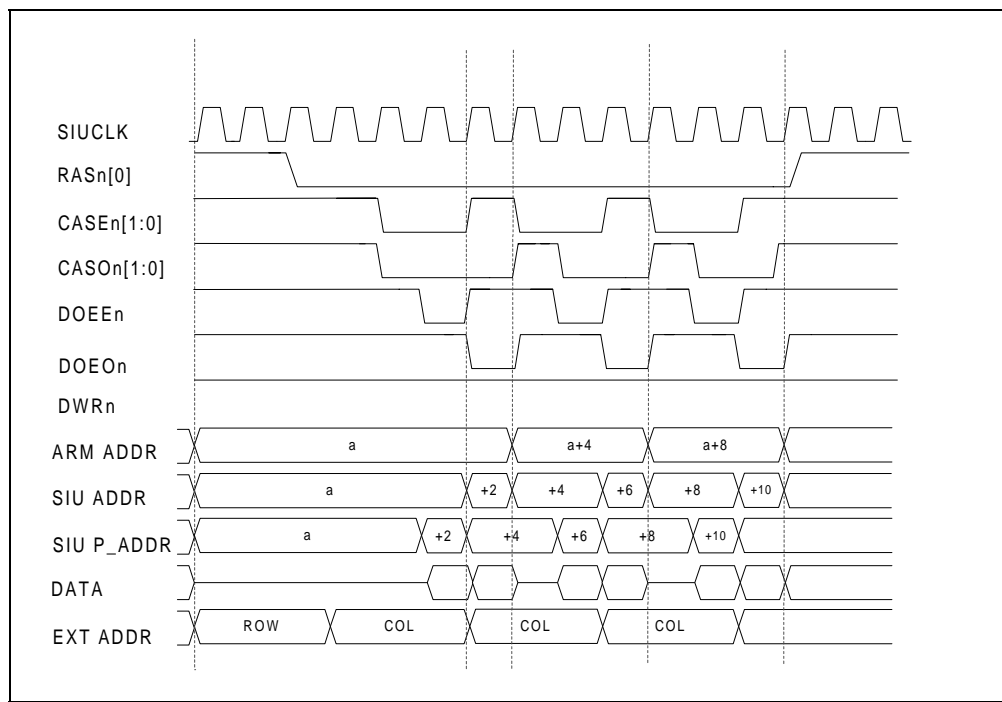 SIUCLK
RASn[0]
CASEn[1:0]
CASOn[1:0]
DOEEn
DOEOn
DWRn
ARM ADDR a a+4 a+8
SIU ADDR a +2 +4 +6 +8 +10
SIU P_ADDR a +2 +4 +6 +8 +10
DATA
EXT ADDR ROW COL COL COL